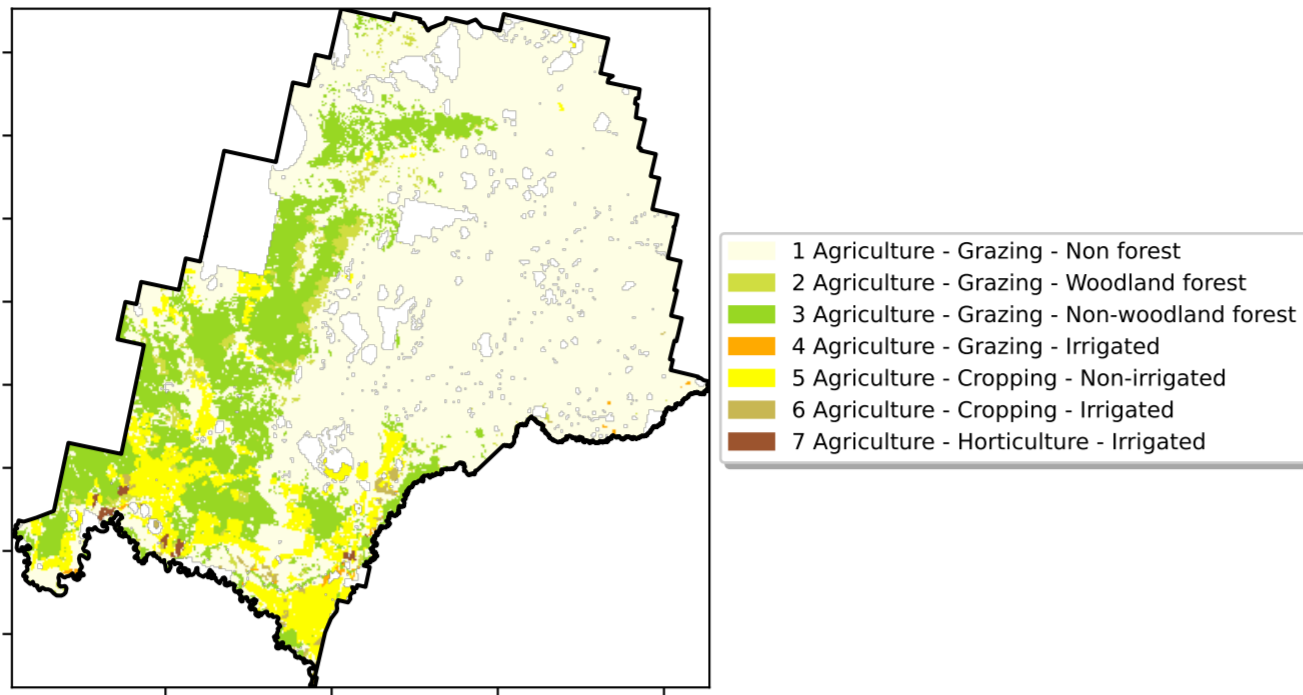 1 Agriculture - Grazing - Non forest
2 Agriculture - Grazing - Woodland forest
3 Agriculture - Grazing - Non-woodland forest
4 Agriculture - Grazing - Irrigated
5 Agriculture - Cropping - Non-irrigated
6 Agriculture - Cropping - Irrigated
7 Agriculture - Horticulture - Irrigated